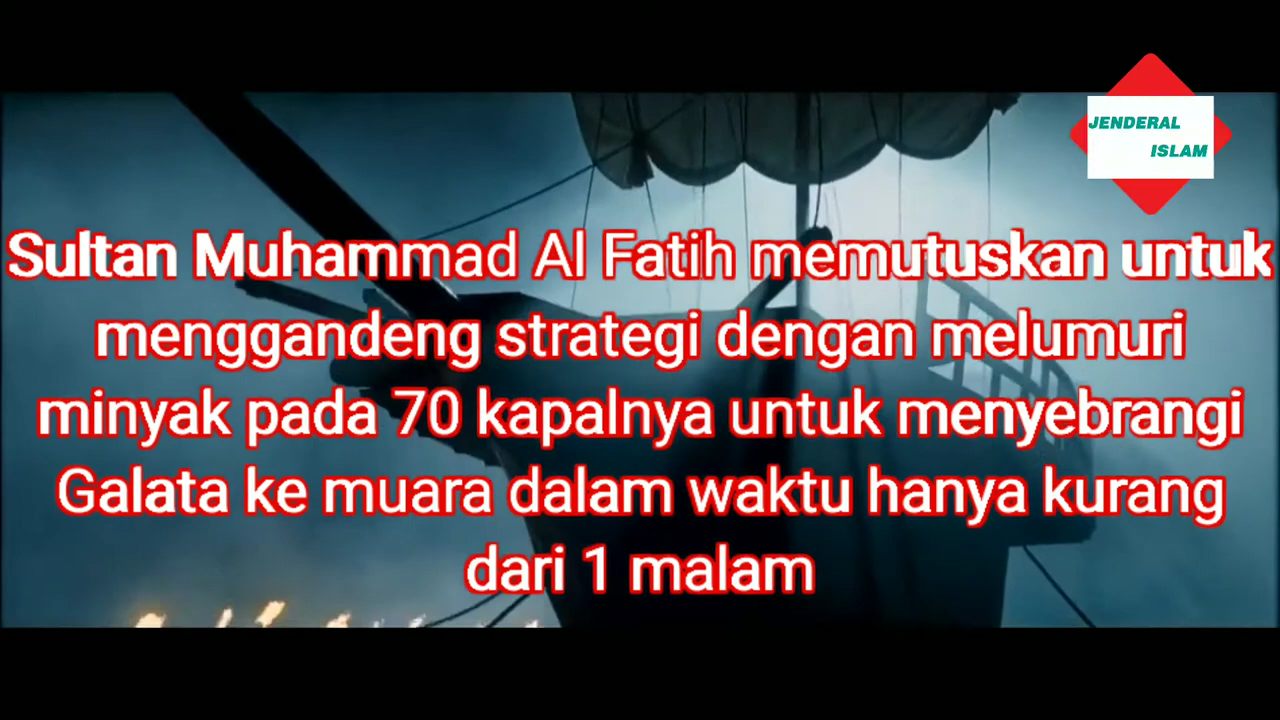 JENDERAL
ISLAM
Sultan Muhammad Al Fatih memutuskan untuk
menggandeng strategi dengan melumuri
minyak pada 70 kapalnya untuk menyebrangi
Galata ke muara dalam waktu hanya kurang
dari 1 malam